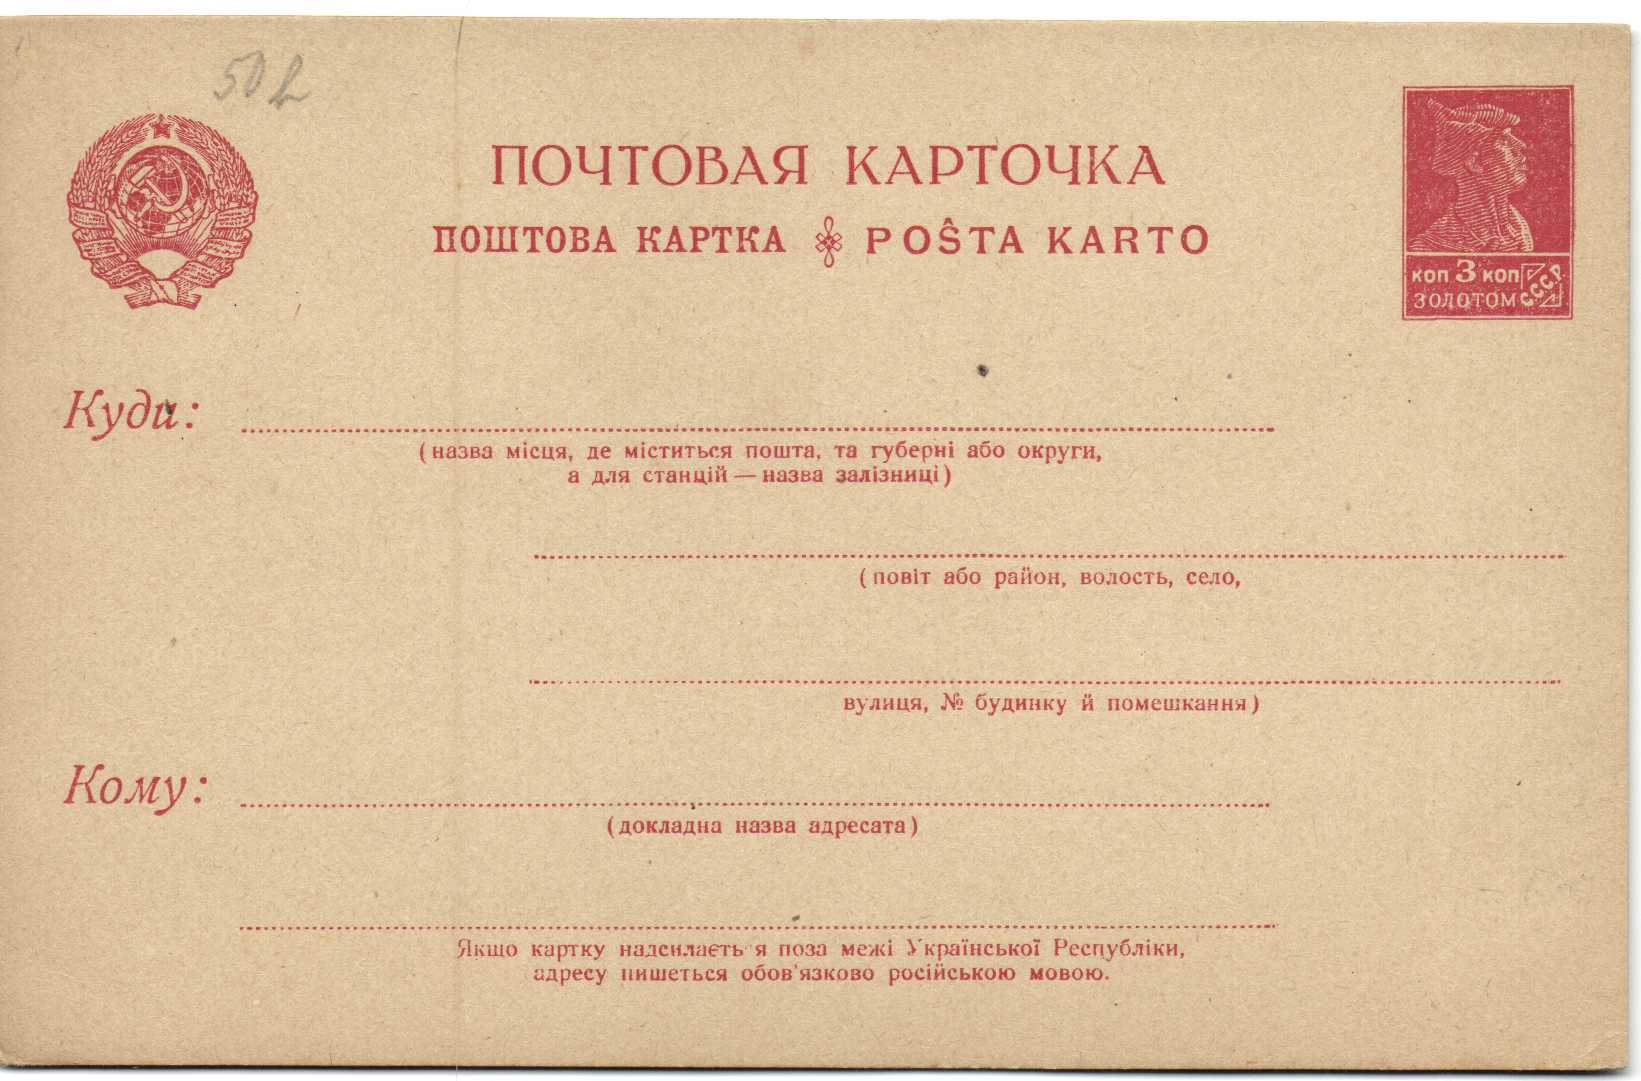 50
ПОЧТОВАЯ КАРТОЧКА
ПОШТОВА КАРТКА POŜTA KARTO
КОП 3 КОП
ЗОЛОТОМ СССР
Куди:
(назва місця, де міститься пошта, та губерні або округи,
а для станцій — назва залізниці)
(повіт або район, волость, село,
вулиця, № будинку й помешкання)
Кому:
(докладна назва адресата)
Якщо картку надсилаєть я поза межі Української Республіки,
адресу пишеться обов'язково російською мовою.